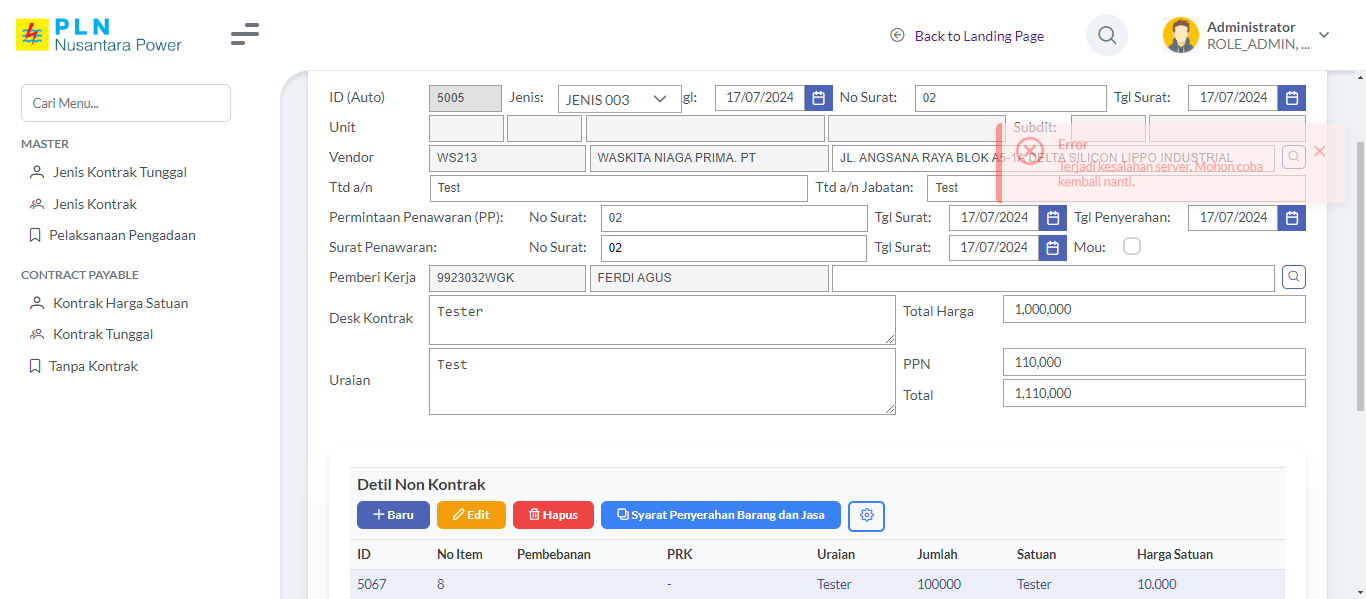 PLN
Nusantara Power
Back to Landing Page
Administrator
ROLE_ADMIN, ...
Cari Menu...
MASTER
Jenis Kontrak Tunggal
Jenis Kontrak
Pelaksanaan Pengadaan
CONTRACT PAYABLE
Kontrak Harga Satuan
Kontrak Tunggal
Tanpa Kontrak
ID (Auto) 5005 Jenis: JENIS 003 gl: 17/07/2024 No Surat: 02 Tgl Surat: 17/07/2024
Unit Subdit:
Error
Terjadi kesalahan server. Mohon coba
kembali nanti.
Vendor WS213 WASKITA NIAGA PRIMA. PT JL. ANGSANA RAYA BLOK A5-1A DELTA SILICON LIPPO INDUSTRIAL
Ttd a/n Test Ttd a/n Jabatan: Test
Permintaan Penawaran (PP): No Surat: 02 Tgl Surat: 17/07/2024 Tgl Penyerahan: 17/07/2024
Surat Penawaran: No Surat: 02 Tgl Surat: 17/07/2024 Mou:
Pemberi Kerja 9923032WGK FERDI AGUS
Desk Kontrak Tester Total Harga 1,000,000
Uraian Test PPN 110,000
Total 1,110,000
Detil Non Kontrak
Baru Edit Hapus Syarat Penyerahan Barang dan Jasa
ID No Item Pembebanan PRK Uraian Jumlah Satuan Harga Satuan
5067 8 - Tester 100000 Tester 10.000